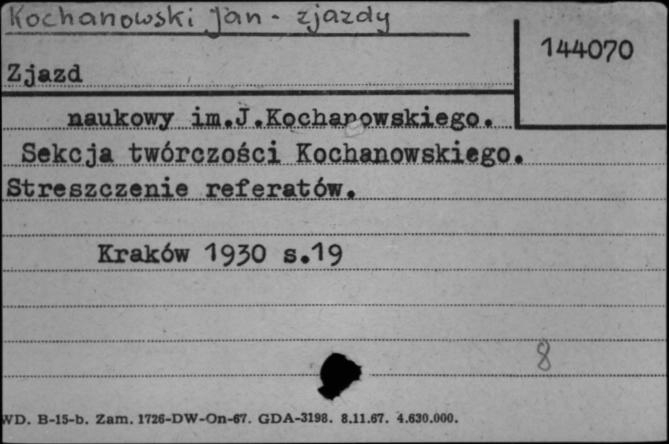 Kochanowski Jan - zjazdy
144070
Zjazd
naukowy im.J.Kochanowskiego.
Sekcja twórczości Kochanowskiego.
Streszczenie referatów.
Kraków 1930 s.19
8
WD. B-15-b. Zam. 1726-DW-On-67. GDA-3198. 8.11.67. 4.630.000.